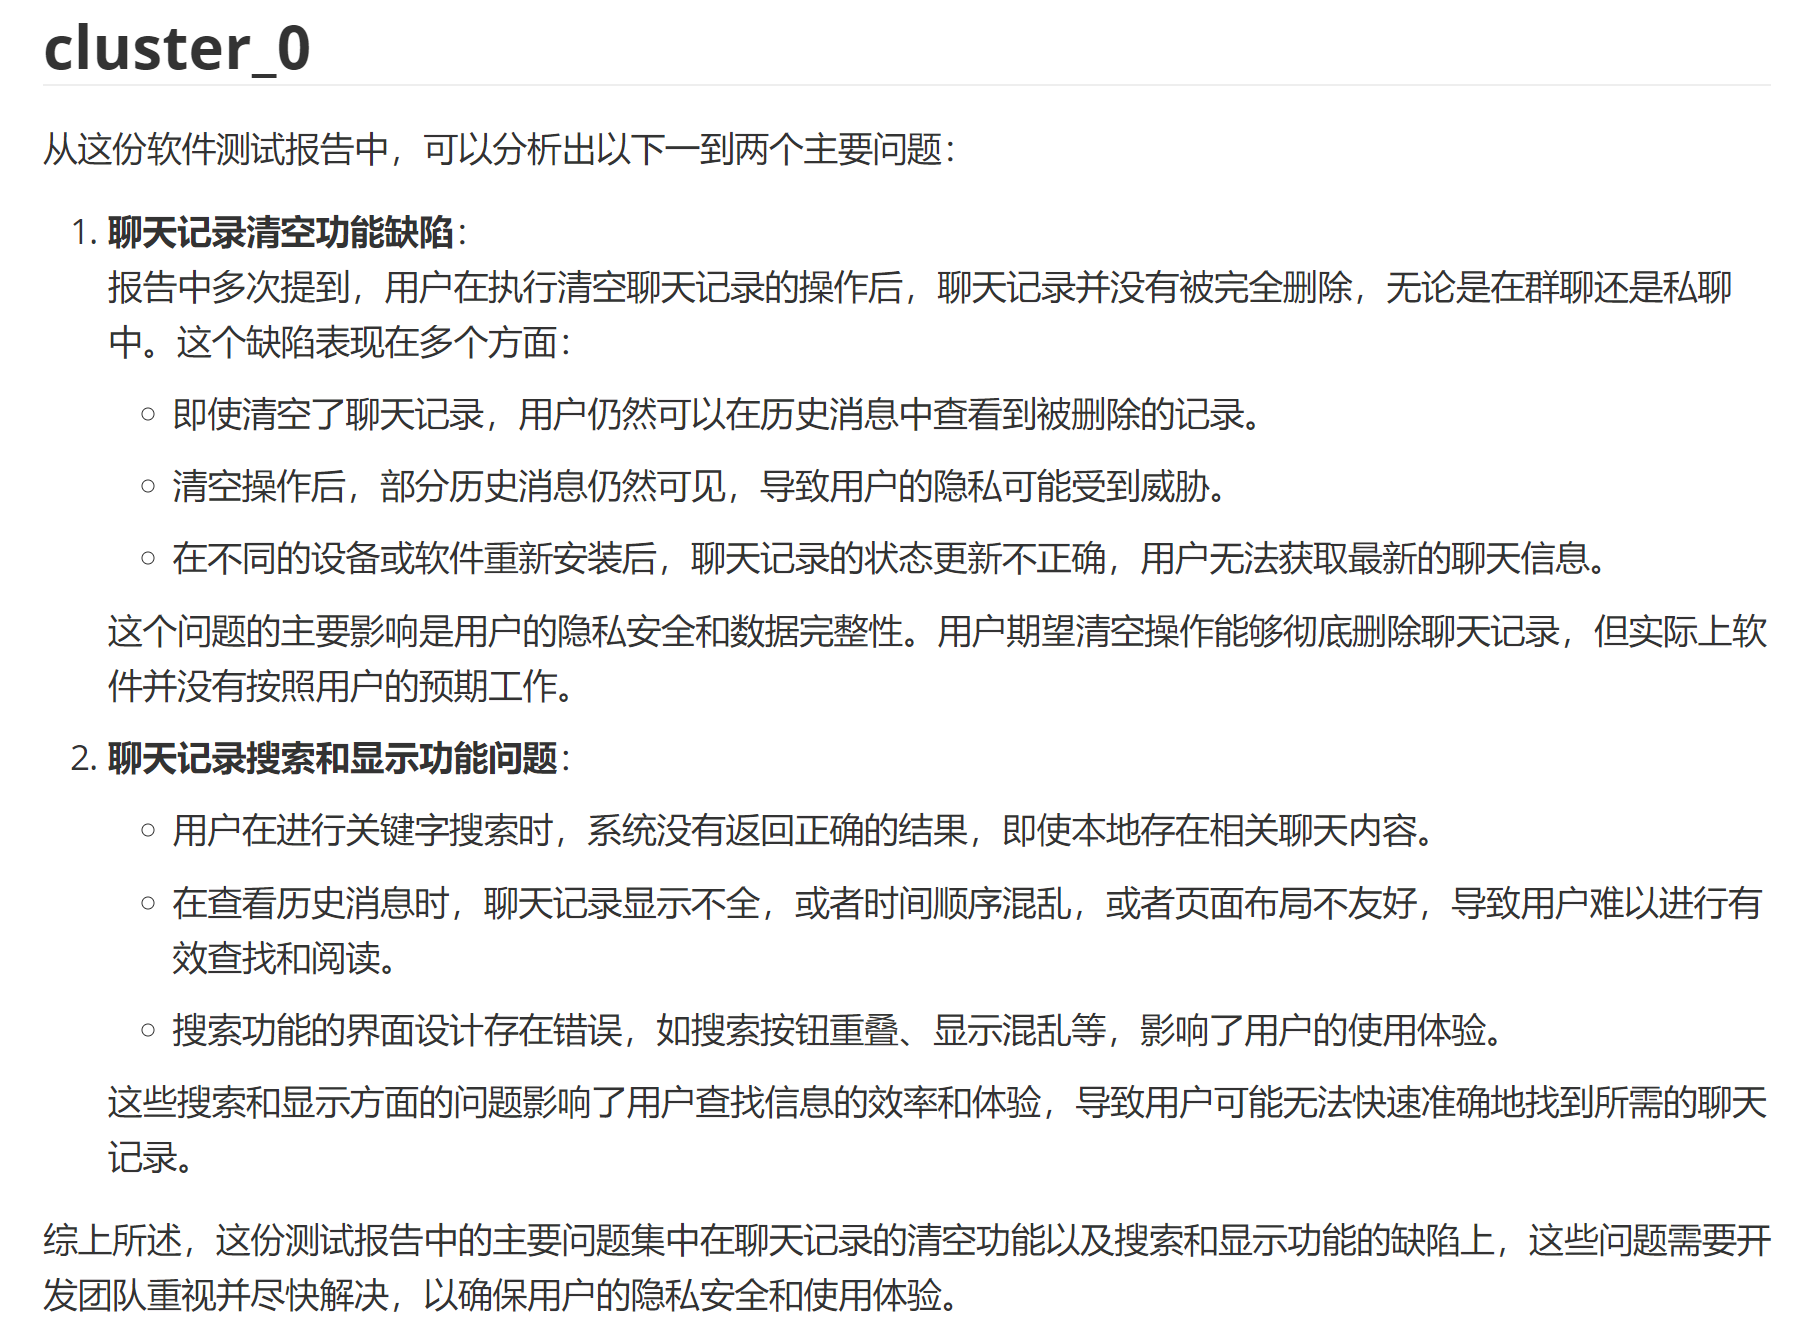 cluster_0
从这份软件测试报告中，可以分析出以下一到两个主要问题：
1. 聊天记录清空功能缺陷：
报告中多次提到，用户在执行清空聊天记录的操作后，聊天记录并没有被完全删除，无论是在群聊还是私聊
中。这个缺陷表现在多个方面：
○ 即使清空了聊天记录，用户仍然可以在历史消息中查看到被删除的记录。
○ 清空操作后，部分历史消息仍然可见，导致用户的隐私可能受到威胁。
○ 在不同的设备或软件重新安装后，聊天记录的状态更新不正确，用户无法获取最新的聊天信息。
这个问题的主要影响是用户的隐私安全和数据完整性。用户期望清空操作能够彻底删除聊天记录，但实际上软
件并没有按照用户的预期工作。
2. 聊天记录搜索和显示功能问题：
○ 用户在进行关键字搜索时，系统没有返回正确的结果，即使本地存在相关聊天内容。
○ 在查看历史消息时，聊天记录显示不全，或者时间顺序混乱，或者页面布局不友好，导致用户难以进行有
效查找和阅读。
○ 搜索功能的界面设计存在错误，如搜索按钮重叠、显示混乱等，影响了用户的使用体验。
这些搜索和显示方面的问题影响了用户查找信息的效率和体验，导致用户可能无法快速准确地找到所需的聊天
记录。
综上所述，这份测试报告中的主要问题集中在聊天记录的清空功能以及搜索和显示功能的缺陷上，这些问题需要开
发团队重视并尽快解决，以确保用户的隐私安全和使用体验。